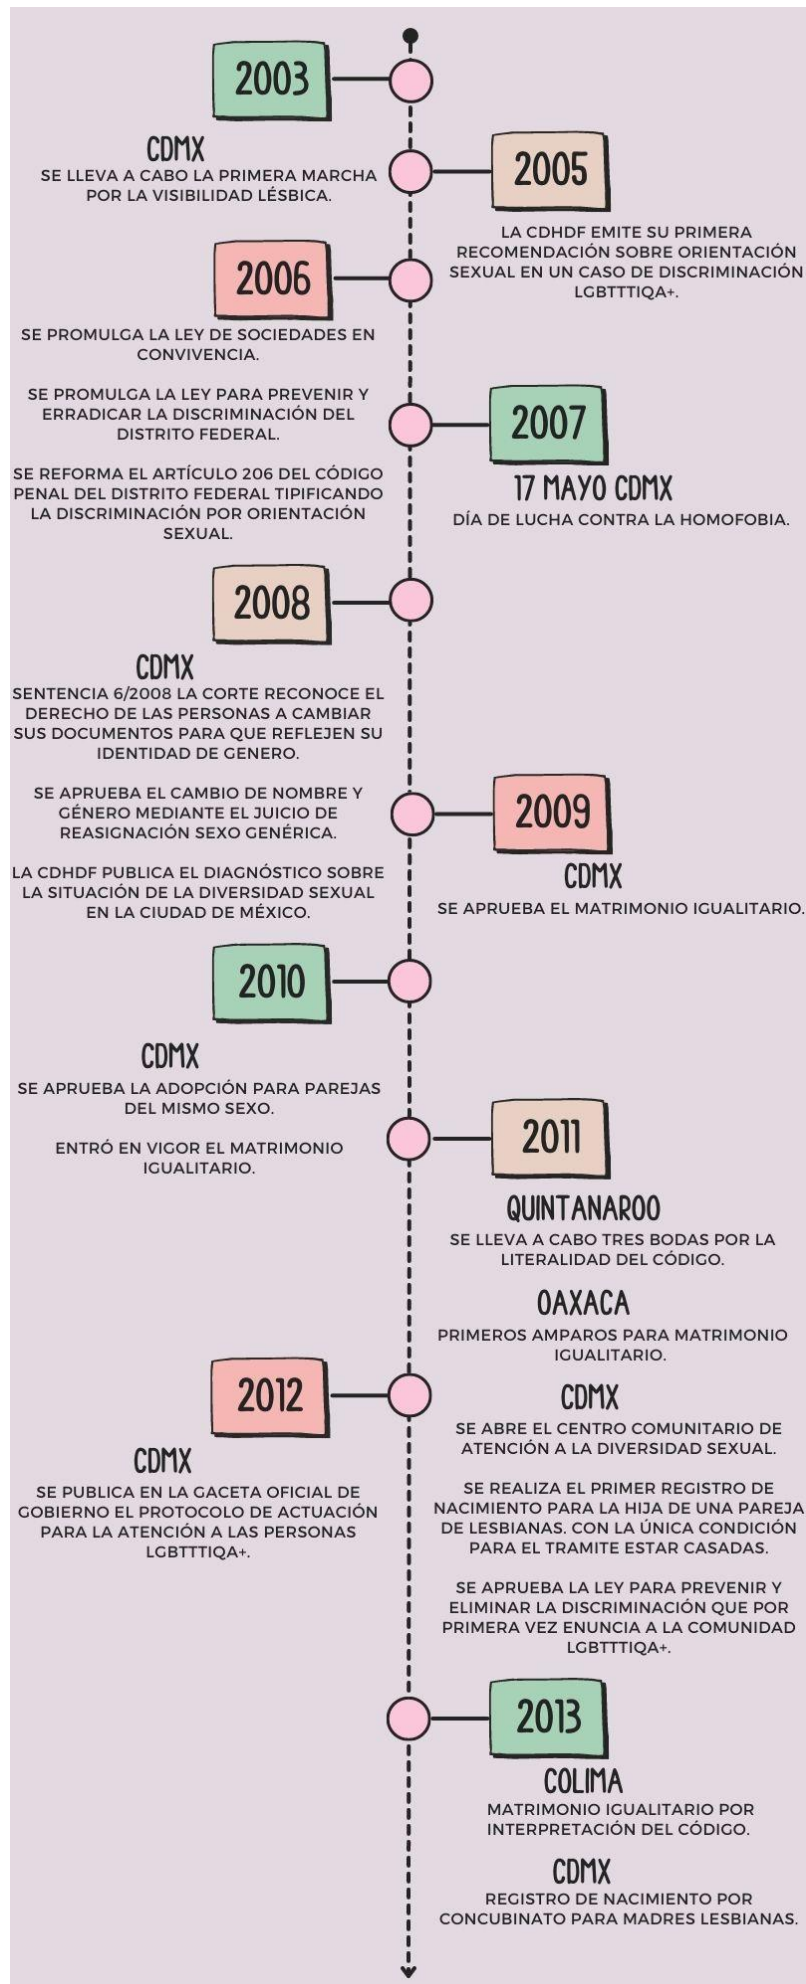 2003
CDMX
SE LLEVA A CABO LA PRIMERA MARCHA
POR LA VISIBILIDAD LÉSBICA.
2005
LA CDHDF EMITE SU PRIMERA
RECOMENDACIÓN SOBRE ORIENTACIÓN
SEXUAL EN UN CASO DE DISCRIMINACIÓN
LGBTTTIQA+.
2006
SE PROMULGA LA LEY DE SOCIEDADES EN
CONVIVENCIA.
SE PROMULGA LA LEY PARA PREVENIR Y
ERRADICAR LA DISCRIMINACIÓN DEL
DISTRITO FEDERAL.
SE REFORMA EL ARTÍCULO 206 DEL CÓDIGO
PENAL DEL DISTRITO FEDERAL TIPIFICANDO
LA DISCRIMINACIÓN POR ORIENTACIÓN
SEXUAL.
2007
17 MAYO CDMX
DÍA DE LUCHA CONTRA LA HOMOFOBIA.
2008
CDMX
SENTENCIA 6/2008 LA CORTE RECONOCE EL
DERECHO DE LAS PERSONAS A CAMBIAR
SUS DOCUMENTOS PARA QUE REFLEJEN SU
IDENTIDAD DE GENERO.
SE APRUEBA EL CAMBIO DE NOMBRE Y
GÉNERO MEDIANTE EL JUICIO DE
REASIGNACIÓN SEXO GENÉRICA.
LA CDHDF PUBLICA EL DIAGNÓSTICO SOBRE
LA SITUACIÓN DE LA DIVERSIDAD SEXUAL
EN LA CIUDAD DE MÉXICO.
2009
CDMX
SE APRUEBA EL MATRIMONIO IGUALITARIO.
2010
CDMX
SE APRUEBA LA ADOPCIÓN PARA PAREJAS
DEL MISMO SEXO.
ENTRÓ EN VIGOR EL MATRIMONIO
IGUALITARIO.
2011
QUINTANAROO
SE LLEVA A CABO TRES BODAS POR LA
LITERALIDAD DEL CÓDIGO.
OAXACA
PRIMEROS AMPAROS PARA MATRIMONIO
IGUALITARIO.
CDMX
SE ABRE EL CENTRO COMUNITARIO DE
ATENCIÓN A LA DIVERSIDAD SEXUAL.
SE REALIZA EL PRIMER REGISTRO DE
NACIMIENTO PARA LA HIJA DE UNA PAREJA
DE LESBIANAS. CON LA ÚNICA CONDICIÓN
PARA EL TRAMITE ESTAR CASADAS.
SE APRUEBA LA LEY PARA PREVENIR Y
ELIMINAR LA DISCRIMINACIÓN QUE POR
PRIMERA VEZ ENUNCIA A LA COMUNIDAD
LGBTTTIQA+.
2012
CDMX
SE PUBLICA EN LA GACETA OFICIAL DE
GOBIERNO EL PROTOCOLO DE ACTUACIÓN
PARA LA ATENCIÓN A LAS PERSONAS
LGBTTTIQA+.
2013
COLIMA
MATRIMONIO IGUALITARIO POR
INTERPRETACIÓN DEL CÓDIGO.
CDMX
REGISTRO DE NACIMIENTO POR
CONCUBINATO PARA MADRES LESBIANAS.